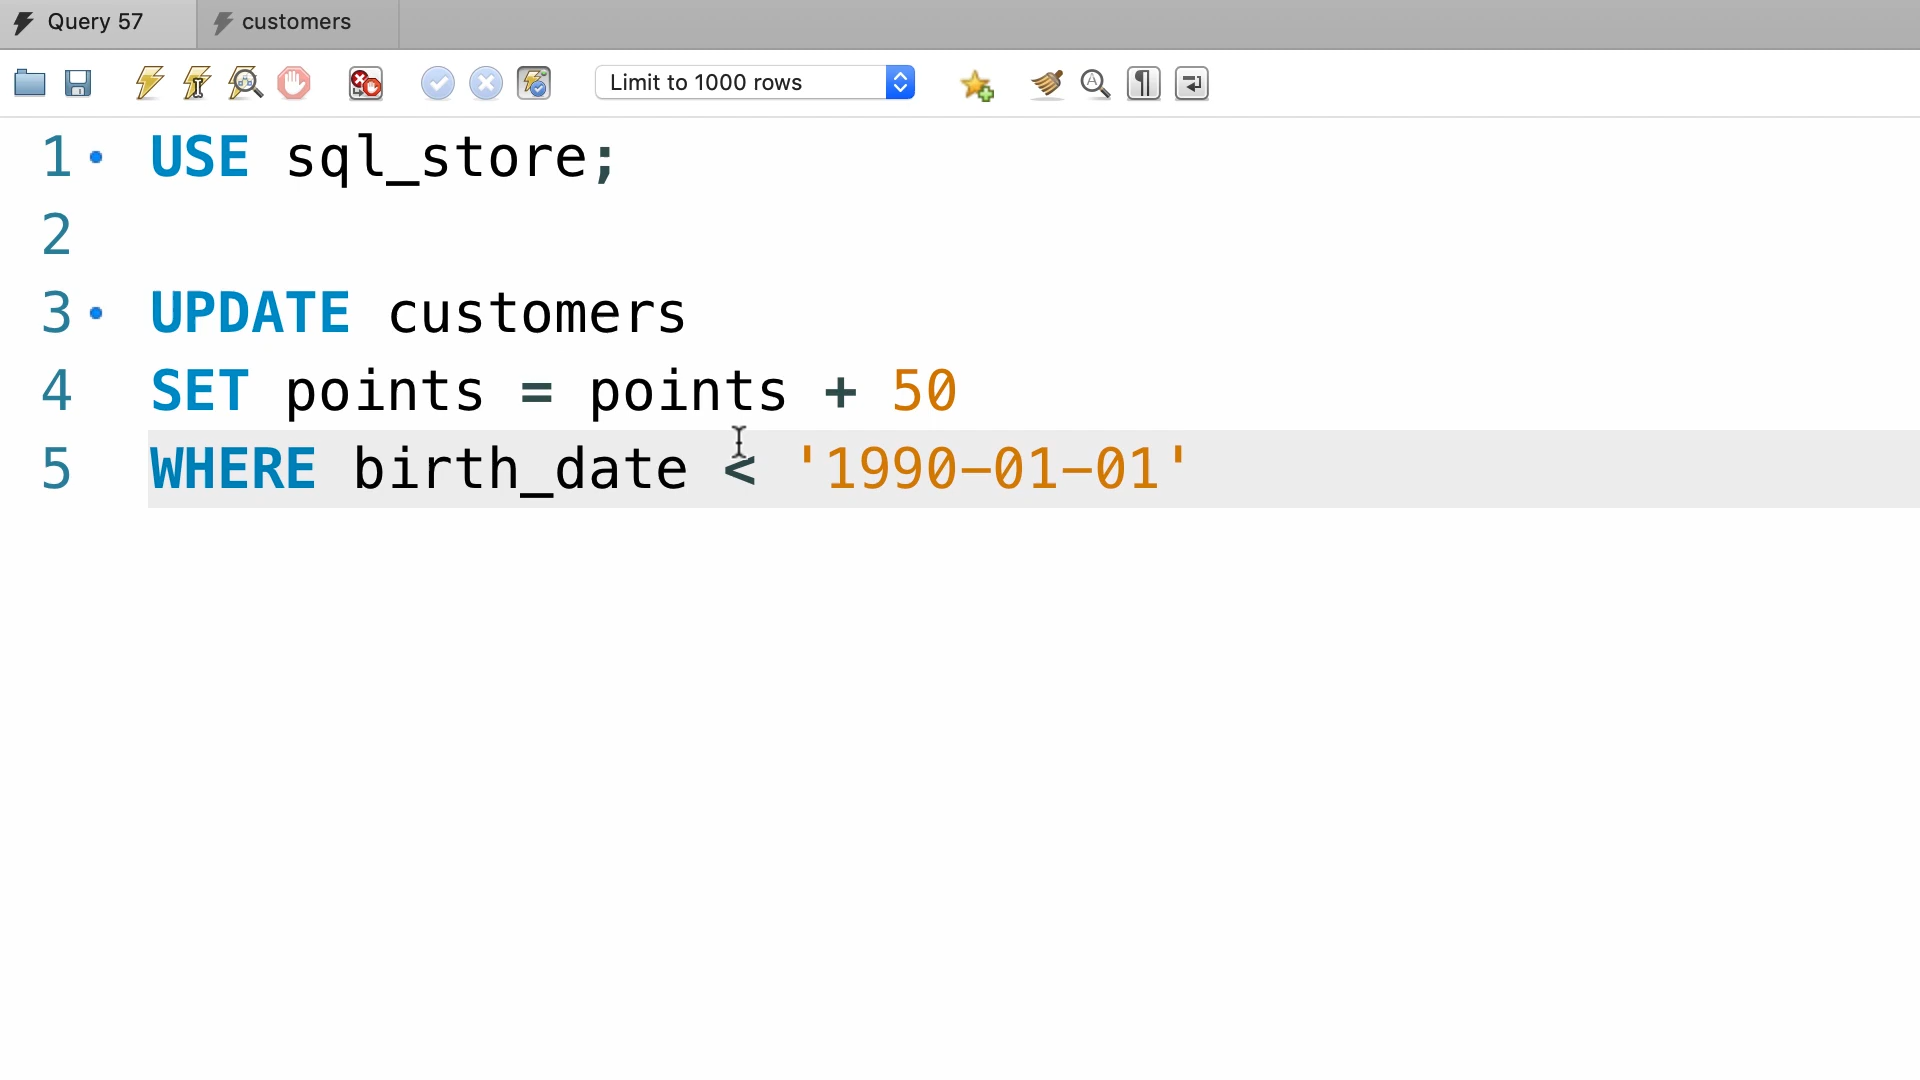 Query 57
customers
Limit to 1000 rows
1 USE sql_store;
2
3 UPDATE customers
4 SET points = points + 50
5 WHERE birth_date < '1990-01-01'